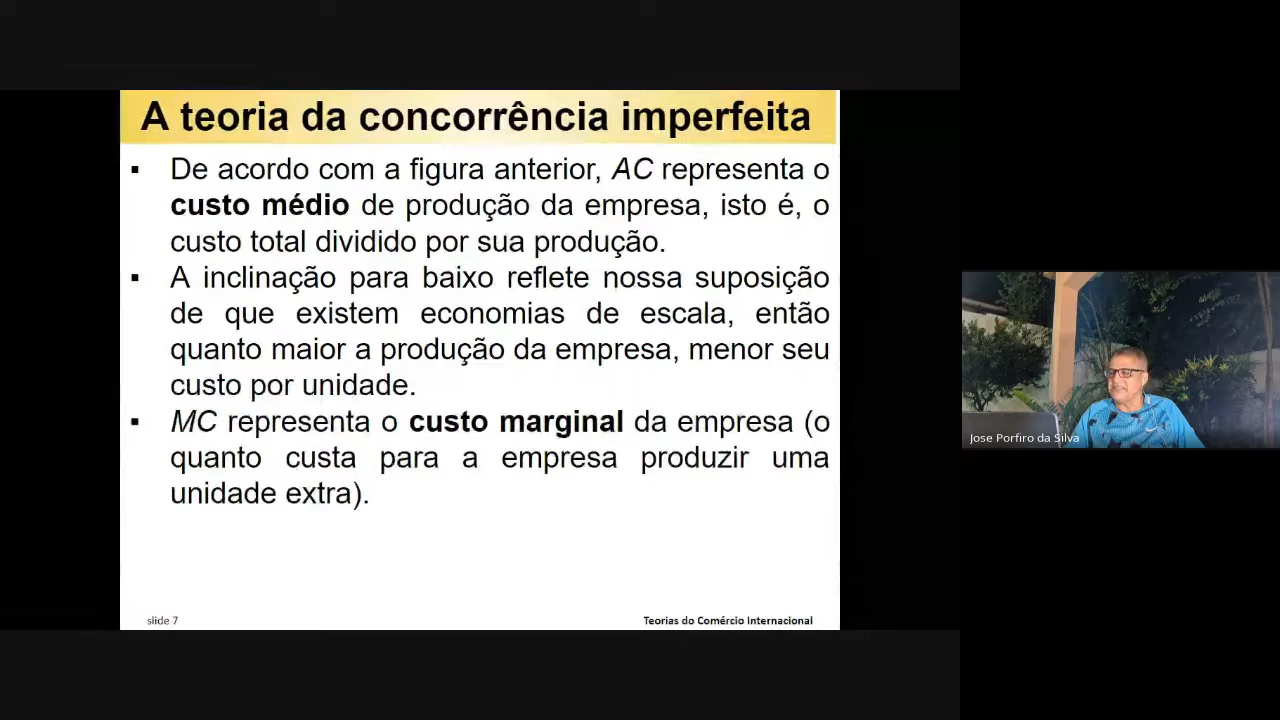 A teoria da concorrência imperfeita
▪ De acordo com a figura anterior, AC representa o
custo médio de produção da empresa, isto é, o
custo total dividido por sua produção.
▪ A inclinação para baixo reflete nossa suposição
de que existem economias de escala, então
quanto maior a produção da empresa, menor seu
custo por unidade.
▪ MC representa o custo marginal da empresa (o
quanto custa para a empresa produzir uma
unidade extra).
slide 7
Teorias do Comércio Internacional
Jose Porfiro da Silva